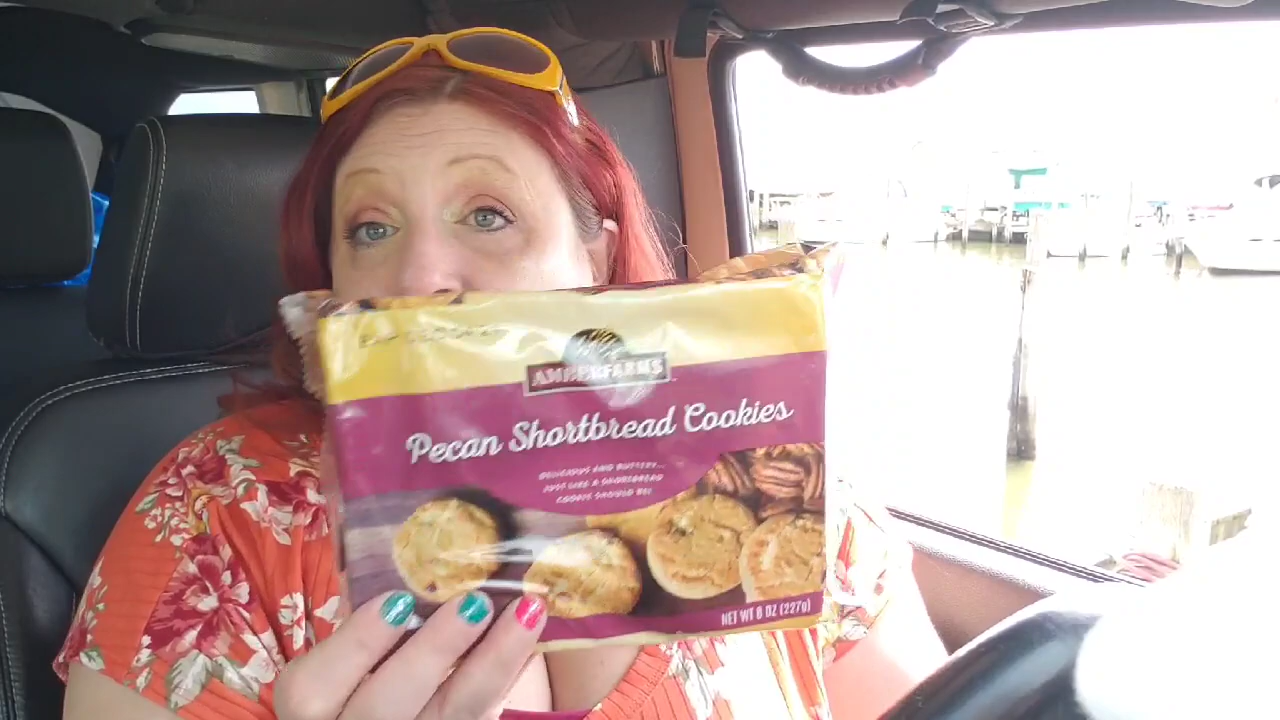 AMBERFARMS
Pecan Shortbread Cookies
DELICIOUS AND BUTTERY...
JUST LIKE A SHORTBREAD
COOKIE SHOULD BE!
NET WT 8 OZ (227g)